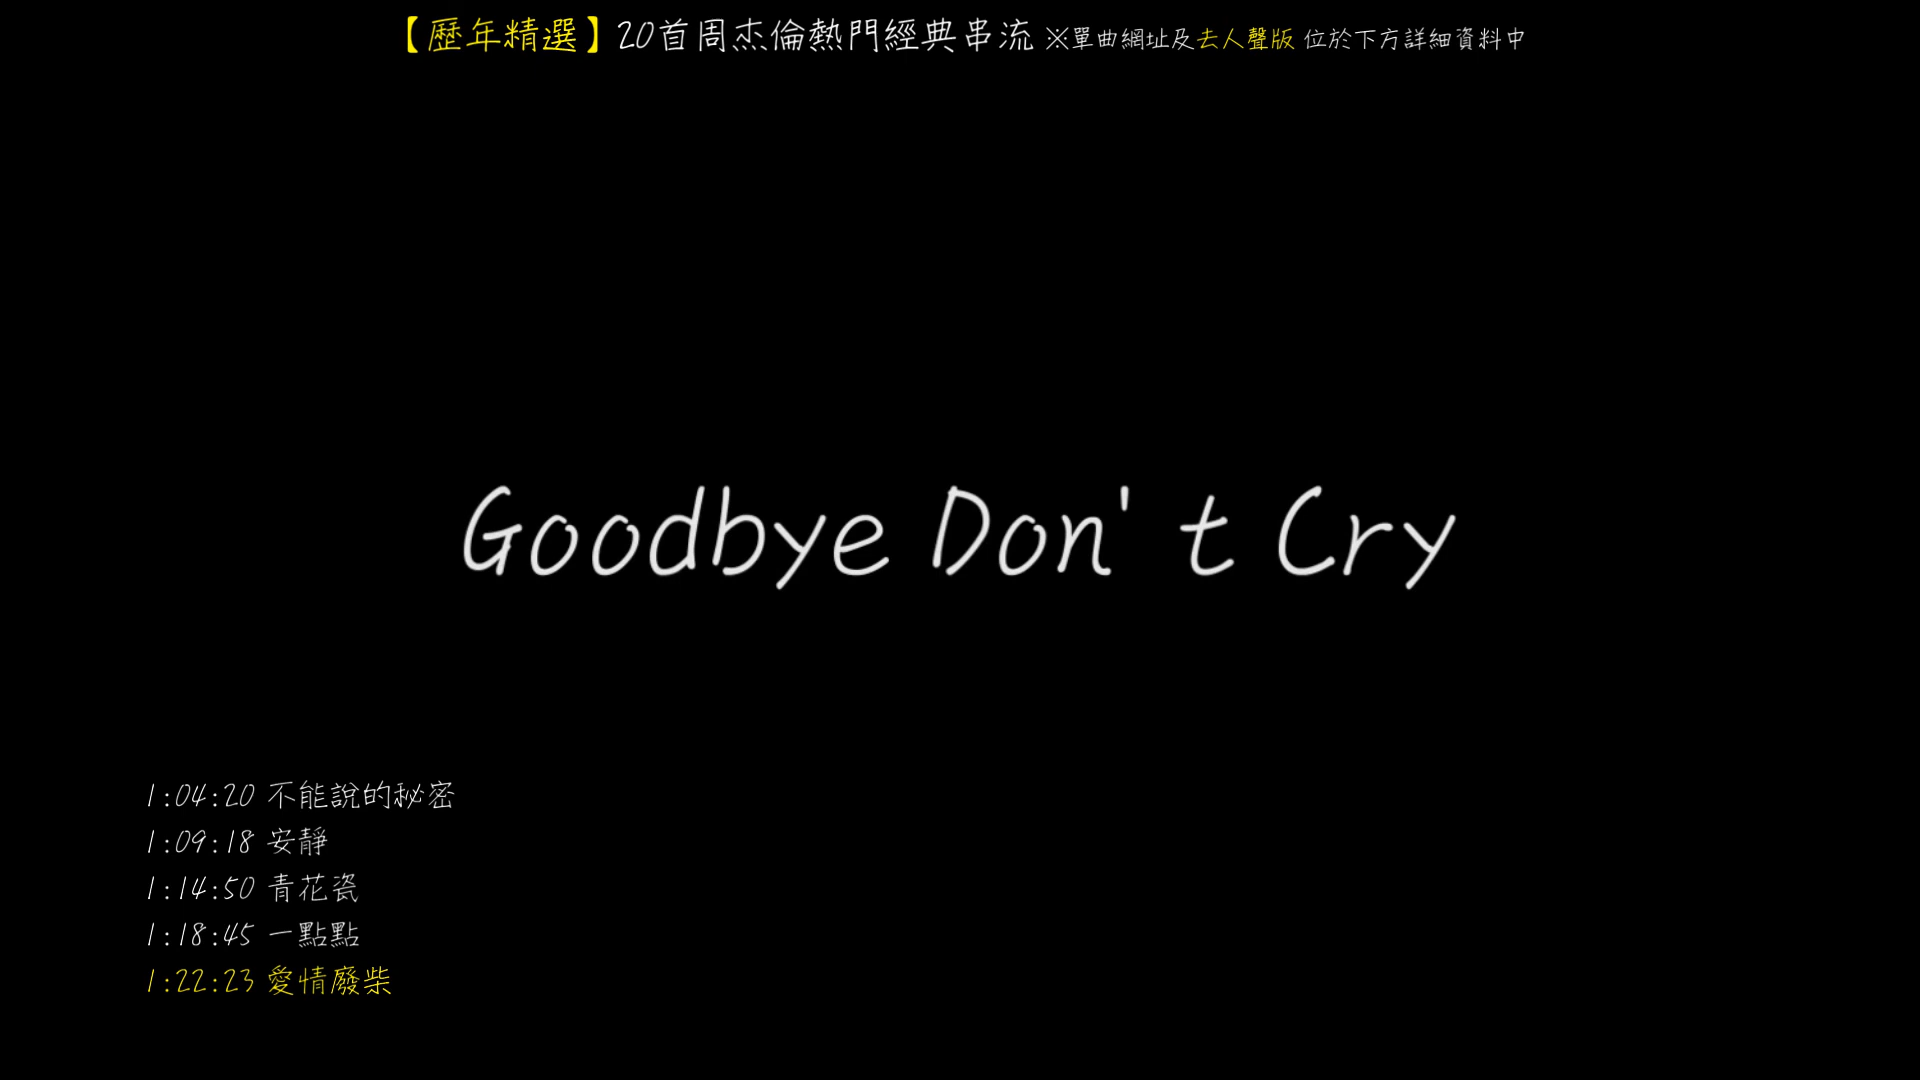 【歷年精選】20首周杰倫熱門經典串流 ※單曲網址及去人聲版 位於下方詳細資料中
Goodbye Don't Cry
1:04:20 不能說的秘密
1:09:18 安靜
1:14:50 青花瓷
1:18:45 一點點
1:22:23 愛情廢柴